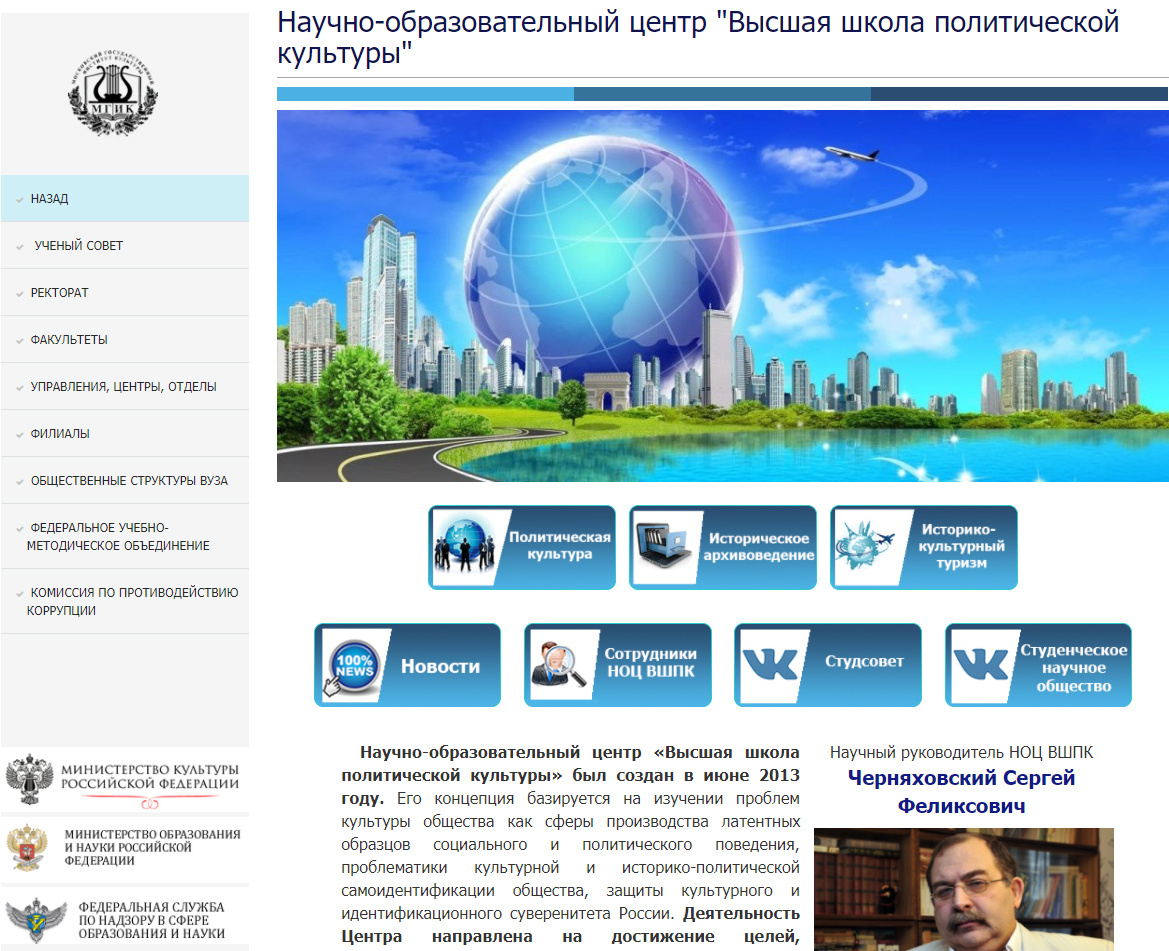 Научно-образовательный центр "Высшая школа политической
культуры"
МОСКОВСКИЙ ГОСУДАРСТВЕННЫЙ ИНСТИТУТ КУЛЬТУРЫ
МГИК
НАЗАД
УЧЕНЫЙ СОВЕТ
РЕКТОРАТ
ФАКУЛЬТЕТЫ
УПРАВЛЕНИЯ, ЦЕНТРЫ, ОТДЕЛЫ
ФИЛИАЛЫ
ОБЩЕСТВЕННЫЕ СТРУКТУРЫ ВУЗА
ФЕДЕРАЛЬНОЕ УЧЕБНО-
МЕТОДИЧЕСКОЕ ОБЪЕДИНЕНИЕ
КОМИССИЯ ПО ПРОТИВОДЕЙСТВИЮ
КОРРУПЦИИ
МИНИСТЕРСТВО КУЛЬТУРЫ
РОССИЙСКОЙ ФЕДЕРАЦИИ
МИНИСТЕРСТВО ОБРАЗОВАНИЯ
И НАУКИ РОССИЙСКОЙ
ФЕДЕРАЦИИ
ФЕДЕРАЛЬНАЯ СЛУЖБА
ПО НАДЗОРУ В СФЕРЕ
ОБРАЗОВАНИЯ И НАУКИ
Политическая
культура
Историческое
архивоведение
Историко-
культурный
туризм
100%
NEWS
Новости
Сотрудники
НОЦ ВШПК
Студсовет
Студенческое
научное
общество
Научно-образовательный центр «Высшая школа
политической культуры» был создан в июне 2013
году. Его концепция базируется на изучении проблем
культуры общества как сферы производства латентных
образцов социального и политического поведения,
проблематики культурной и историко-политической
самоидентификации общества, защиты культурного и
идентификационного суверенитета России. Деятельность
Центра направлена на достижение целей,
Научный руководитель НОЦ ВШПК
Черняховский Сергей
Феликсович